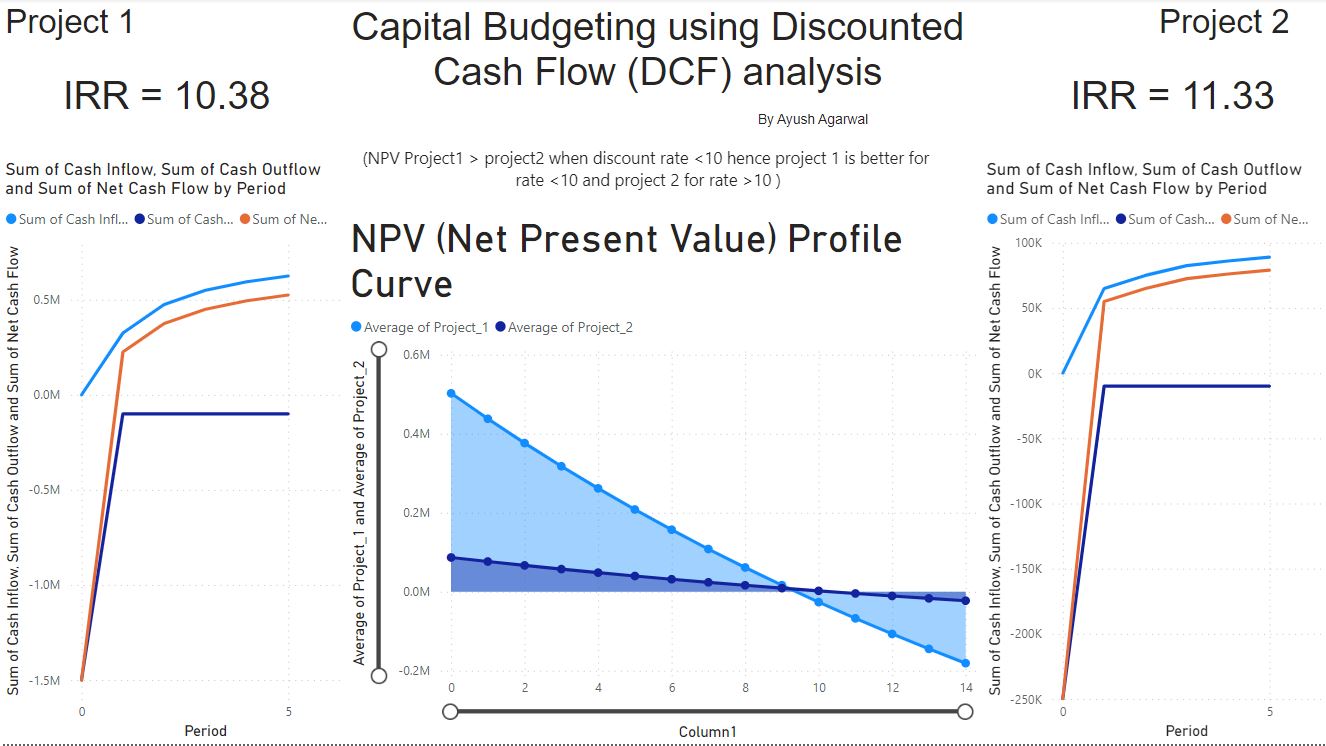 Project 1
IRR = 10.38
Capital Budgeting using Discounted
Cash Flow (DCF) analysis
By Ayush Agarwal
(NPV Project1 > project2 when discount rate <10 hence project 1 is better for
rate <10 and project 2 for rate >10 )
Project 2
IRR = 11.33
Sum of Cash Inflow, Sum of Cash Outflow
and Sum of Net Cash Flow by Period
Sum of Cash Infl... Sum of Cash... Sum of Ne...
Sum of Cash Inflow, Sum of Cash Outflow and Sum of Net Cash Flow
0.5M
0.0M
-0.5M
-1.0M
-1.5M
0 5
Period
NPV (Net Present Value) Profile
Curve
Average of Project_1 Average of Project_2
Average of Project_1 and Average of Project_2
0.6M
0.4M
0.2M
0.0M
-0.2M
0 2 4 6 8 10 12 14
Column1
Sum of Cash Inflow, Sum of Cash Outflow
and Sum of Net Cash Flow by Period
Sum of Cash Infl... Sum of Cash... Sum of Ne...
Sum of Cash Inflow, Sum of Cash Outflow and Sum of Net Cash Flow
100K
50K
0K
-50K
-100K
-150K
-200K
-250K
0 5
Period